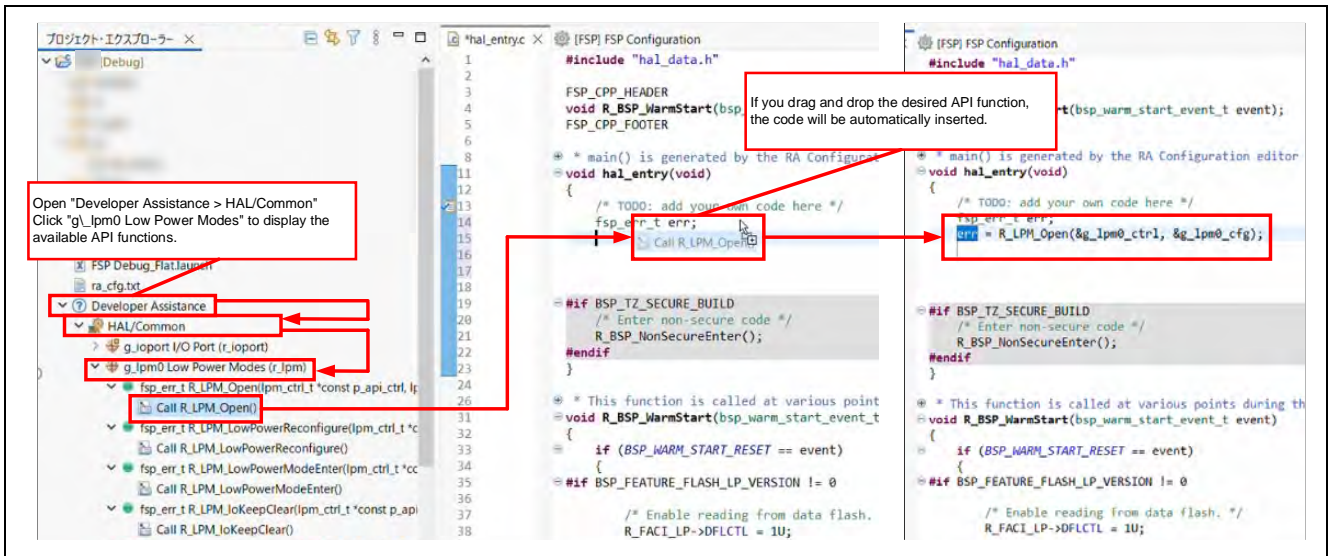 プロジェクト・エクスプローラー ×
[Debug]
Open "Developer Assistance > HAL/Common"
Click "g\_lpm0 Low Power Modes" to display the
available API functions.
FSP Debug_Flat.launch
ra_cfg.txt
Developer Assistance
HAL/Common
g_ioport I/O Port (r_ioport)
g_lpm0 Low Power Modes (r_lpm)
fsp_err_t R_LPM_Open(lpm_ctrl_t *const p_api_ctrl, lp
Call R_LPM_Open()
fsp_err_t R_LPM_LowPowerReconfigure(lpm_ctrl_t *c
Call R_LPM_LowPowerReconfigure()
fsp_err_t R_LPM_LowPowerModeEnter(lpm_ctrl_t *cc
Call R_LPM_LowPowerModeEnter()
fsp_err_t R_LPM_IoKeepClear(lpm_ctrl_t *const p_api
Call R_LPM_IoKeepClear()
*hal_entry.c × [FSP] FSP Configuration
1 #include "hal_data.h"
2
3 FSP_CPP_HEADER
4 void R_BSP_WarmStart(bsp_
5 FSP_CPP_FOOTER
6
8 * main() is generated by the RA Configurat
11 void hal_entry(void)
12 {
13 /* TODO: add your own code here */
14 fsp_err_t err;
15 Call R_LPM_Open()
16
17
18
19 #if BSP_TZ_SECURE_BUILD
20 /* Enter non-secure code */
21 R_BSP_NonSecureEnter();
22 #endif
23 }
24
26 * This function is called at various point
31 void R_BSP_WarmStart(bsp_warm_start_event_t
32 {
33 if (BSP_WARM_START_RESET == event)
34 {
35 #if BSP_FEATURE_FLASH_LP_VERSION != 0
36
37 /* Enable reading from data flash.
38 R_FACI_LP->DFLCTL = 1U;
If you drag and drop the desired API function,
the code will be automatically inserted.
[FSP] FSP Configuration
#include "hal_data.h"
t(bsp_warm_start_event_t event);
* main() is generated by the RA Configuration editor
void hal_entry(void)
{
/* TODO: add your own code here */
fsp_err_t err;
err = R_LPM_Open(&g_lpm0_ctrl, &g_lpm0_cfg);
#if BSP_TZ_SECURE_BUILD
/* Enter non-secure code */
R_BSP_NonSecureEnter();
#endif
}
* This function is called at various points during th
void R_BSP_WarmStart(bsp_warm_start_event_t event)
{
if (BSP_WARM_START_RESET == event)
{
#if BSP_FEATURE_FLASH_LP_VERSION != 0
/* Enable reading from data flash. */
R_FACI_LP->DFLCTL = 1U;